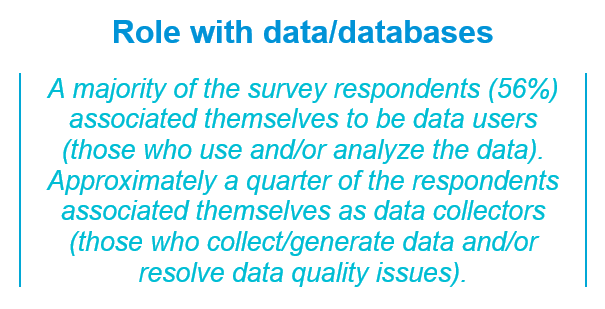 Role with data/databases
A majority of the survey respondents (56%)
associated themselves to be data users
(those who use and/or analyze the data).
Approximately a quarter of the respondents
associated themselves as data collectors
(those who collect/generate data and/or
resolve data quality issues).